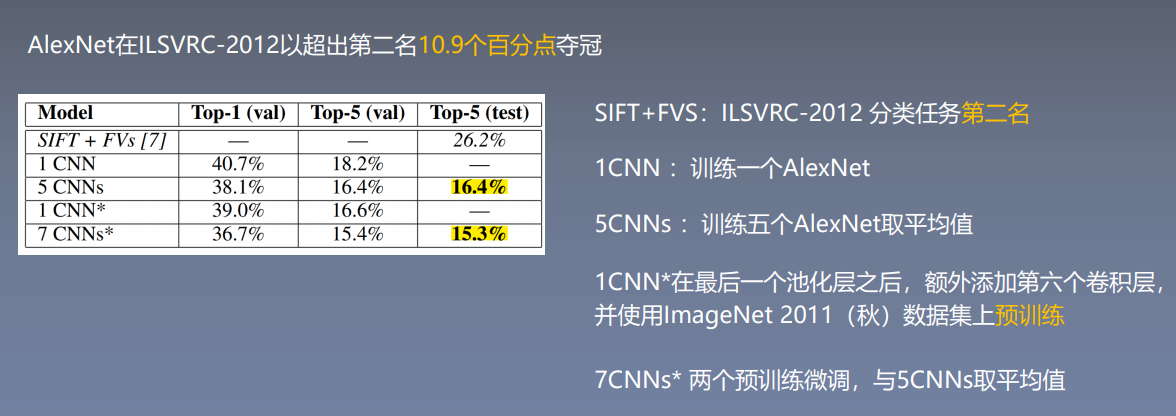 AlexNet在ILSVRC-2012以超出第二名10.9个百分点夺冠
Model Top-1 (val) Top-5 (val) Top-5 (test)
SIFT + FVs [7] — — 26.2%
1 CNN 40.7% 18.2% —
5 CNNs 38.1% 16.4% 16.4%
1 CNN* 39.0% 16.6% —
7 CNNs* 36.7% 15.4% 15.3%
SIFT+FVS：ILSVRC-2012 分类任务第二名
1CNN ：训练一个AlexNet
5CNNs ：训练五个AlexNet取平均值
1CNN*在最后一个池化层之后，额外添加第六个卷积层，
并使用ImageNet 2011（秋）数据集上预训练
7CNNs* 两个预训练微调，与5CNNs取平均值